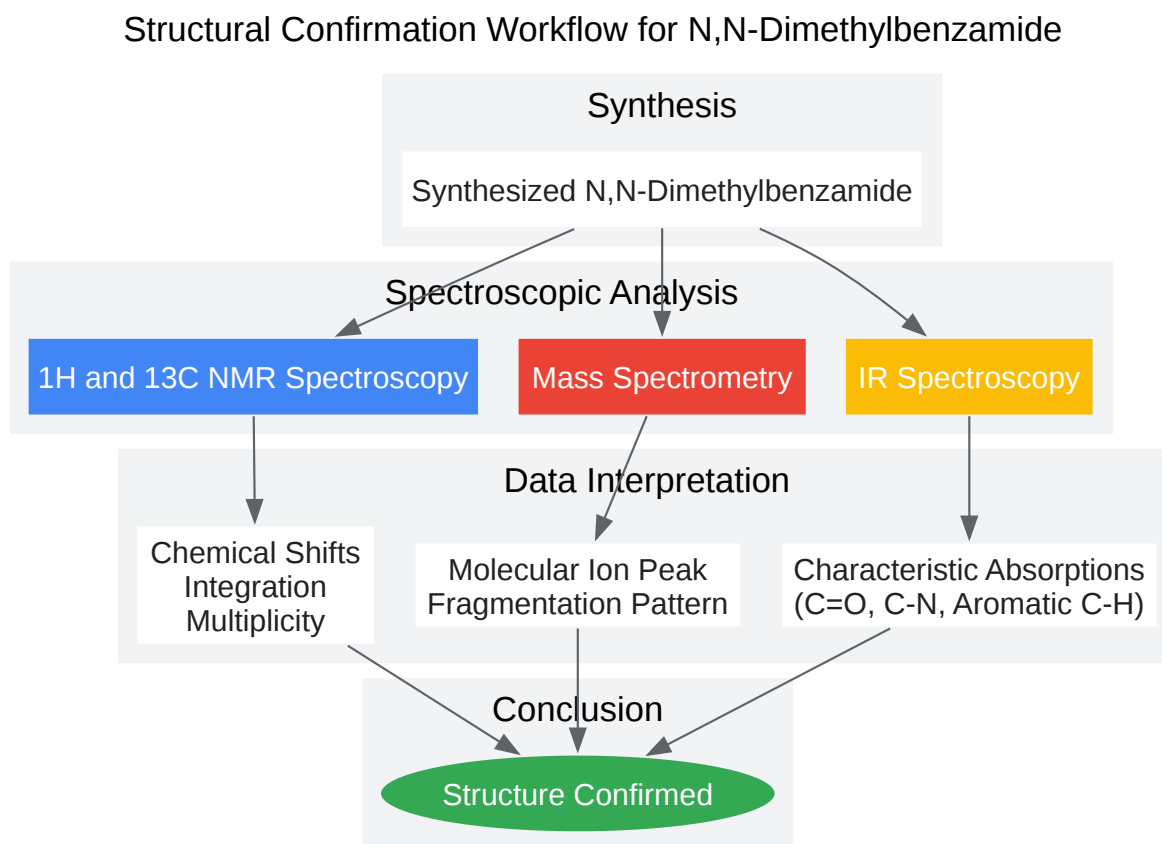 Structural Confirmation Workflow for N,N-Dimethylbenzamide
Synthesis
Synthesized N,N-Dimethylbenzamide
Spectroscopic Analysis
1H and 13C NMR Spectroscopy
Mass Spectrometry
IR Spectroscopy
Data Interpretation
Chemical Shifts
Integration
Multiplicity
Molecular Ion Peak
Fragmentation Pattern
Characteristic Absorptions
(C=O, C-N, Aromatic C-H)
Conclusion
Structure Confirmed